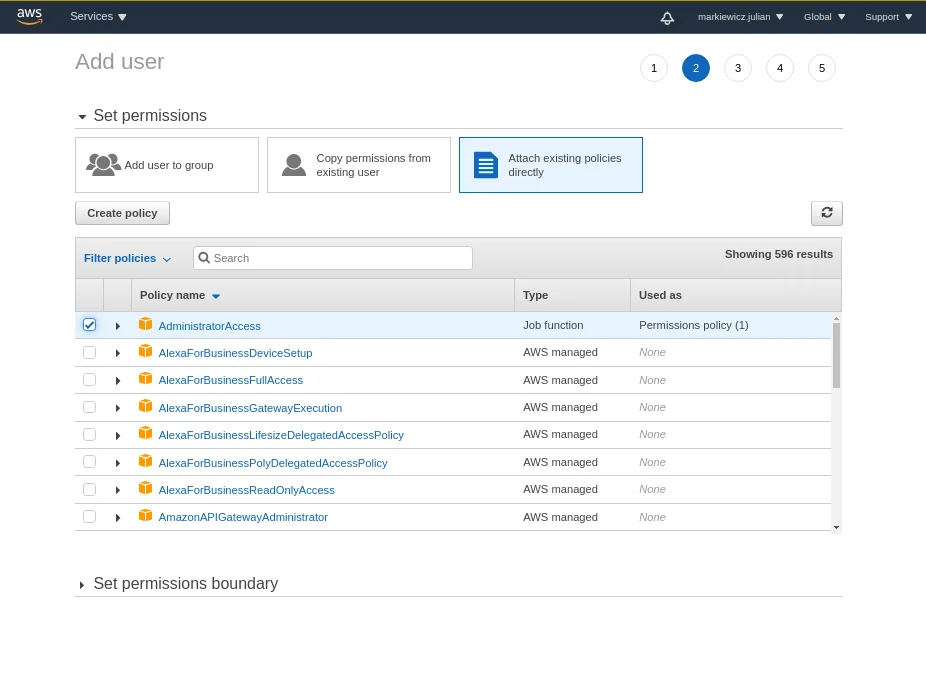 aws Services markiewicz.julian Global Support
Add user
1 2 3 4 5
Set permissions
Add user to group
Copy permissions from
existing user
Attach existing policies
directly
Create policy
Filter policies Search Showing 596 results
Policy name Type Used as
AdministratorAccess Job function Permissions policy (1)
AlexaForBusinessDeviceSetup AWS managed None
AlexaForBusinessFullAccess AWS managed None
AlexaForBusinessGatewayExecution AWS managed None
AlexaForBusinessLifesizeDelegatedAccessPolicy AWS managed None
AlexaForBusinessPolyDelegatedAccessPolicy AWS managed None
AlexaForBusinessReadOnlyAccess AWS managed None
AmazonAPIGatewayAdministrator AWS managed None
Set permissions boundary